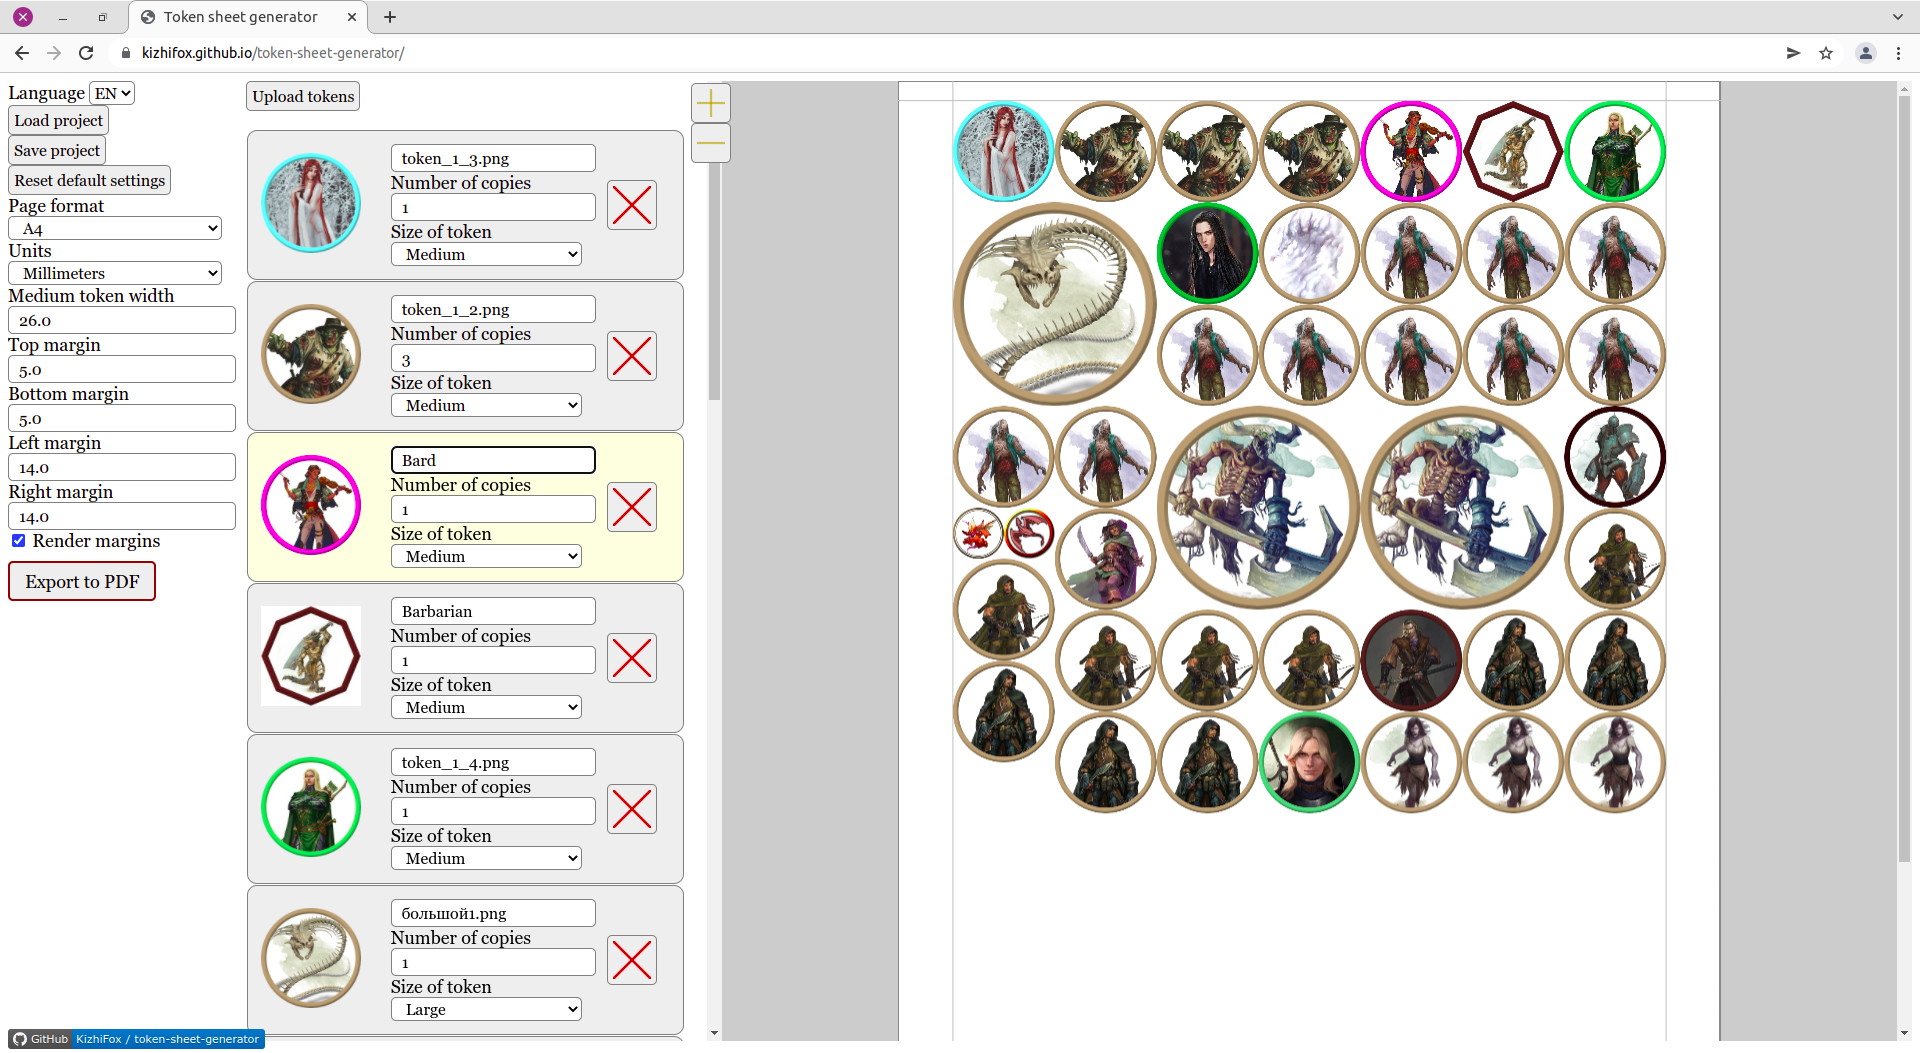 Token sheet generator
kizhifox.github.io/token-sheet-generator/
Language EN
Load project
Save project
Reset default settings
Page format
A4
Units
Millimeters
Medium token width
26.0
Top margin
5.0
Bottom margin
5.0
Left margin
14.0
Right margin
14.0
Render margins
Export to PDF
Upload tokens
token_1_3.png
Number of copies
1
Size of token
Medium
token_1_2.png
Number of copies
3
Size of token
Medium
Bard
Number of copies
1
Size of token
Medium
Barbarian
Number of copies
1
Size of token
Medium
token_1_4.png
Number of copies
1
Size of token
Medium
большой1.png
Number of copies
1
Size of token
Large
GitHub KizhiFox / token-sheet-generator